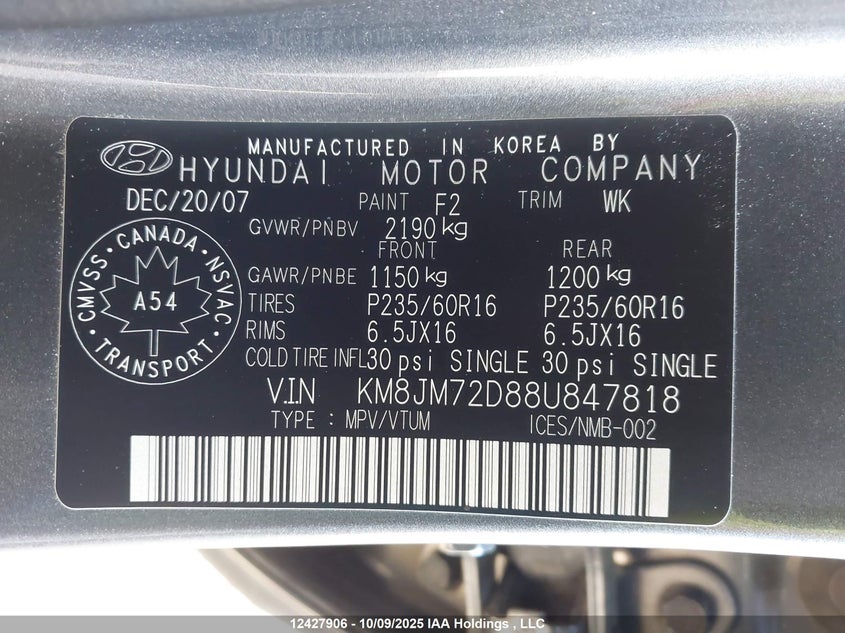 MANUFACTURED IN KOREA BY
HYUNDAI MOTOR COMPANY
DEC/20/07 PAINT F2 TRIM WK
GVWR/PNBV 2190 kg
FRONT REAR
GAWR/PNBE 1150 kg 1200 kg
TIRES P235/60R16 P235/60R16
RIMS 6.5JX16 6.5JX16
COLD TIRE INFL 30 psi SINGLE 30 psi SINGLE
V.I.N KM8JM72D88U847818
TYPE : MPV/VTUM ICES/NMB-002
CMVSS · CANADA · NSVAC
A54
TRANSPORT
12427906 - 10/09/2025 IAA Holdings , LLC